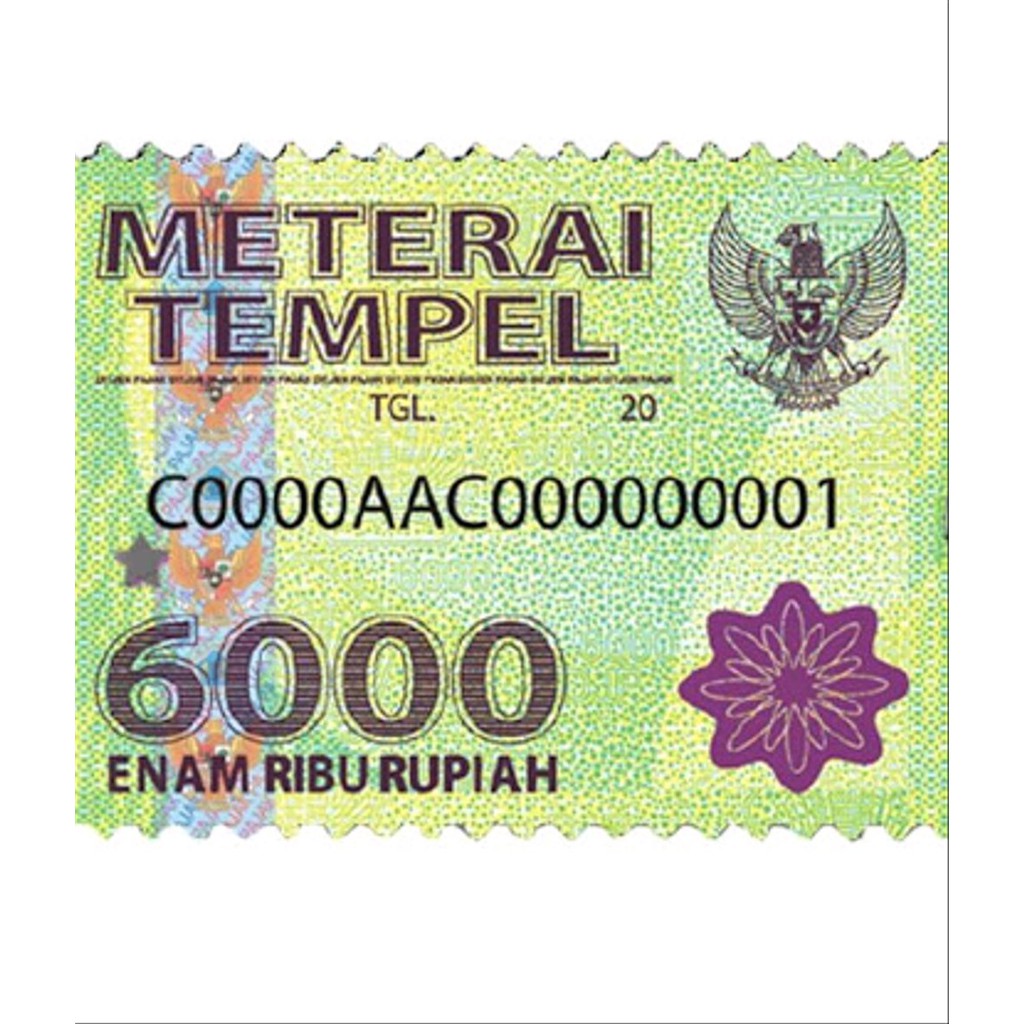 METERAI
TEMPEL
TGL. 20
C0000AAC000000001
6000
ENAM RIBU RUPIAH